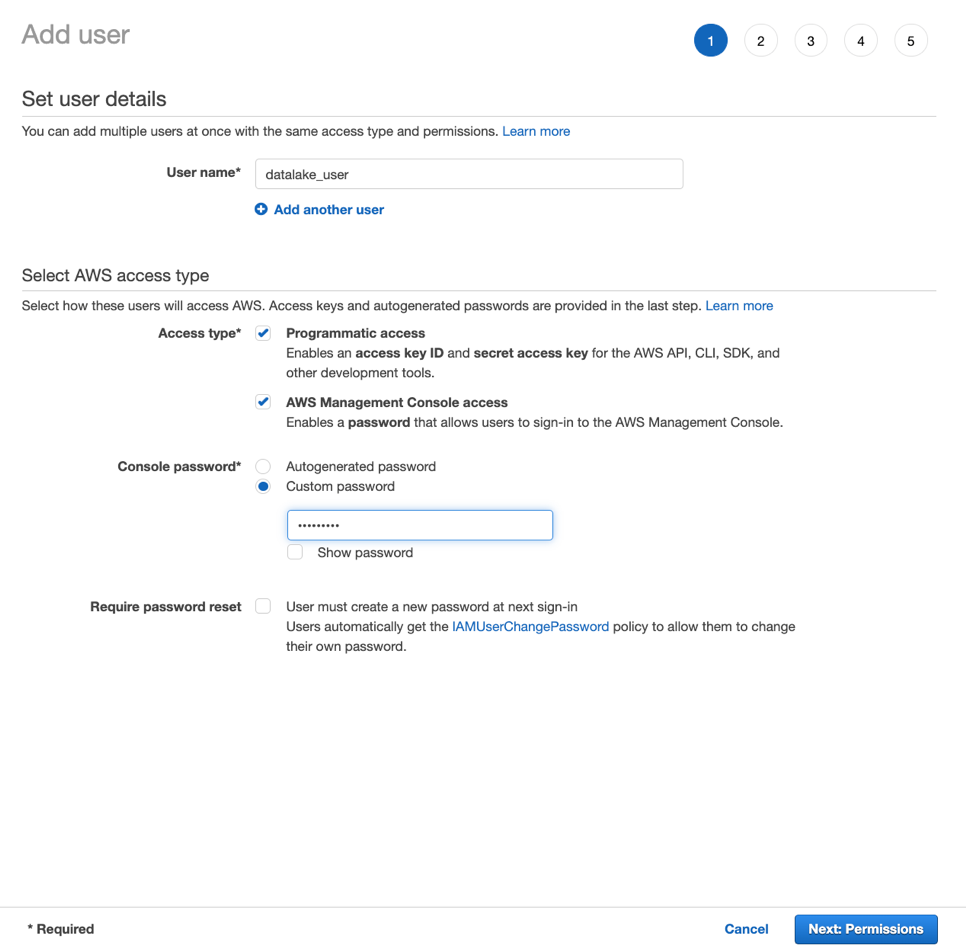 Add user
1 2 3 4 5
Set user details
You can add multiple users at once with the same access type and permissions. Learn more
User name*
datalake_user
Add another user
Select AWS access type
Select how these users will access AWS. Access keys and autogenerated passwords are provided in the last step. Learn more
Access type*
Programmatic access
Enables an access key ID and secret access key for the AWS API, CLI, SDK, and
other development tools.
AWS Management Console access
Enables a password that allows users to sign-in to the AWS Management Console.
Console password*
Autogenerated password
Custom password
•••••••••
Show password
Require password reset
User must create a new password at next sign-in
Users automatically get the IAMUserChangePassword policy to allow them to change
their own password.
* Required
Cancel
Next: Permissions